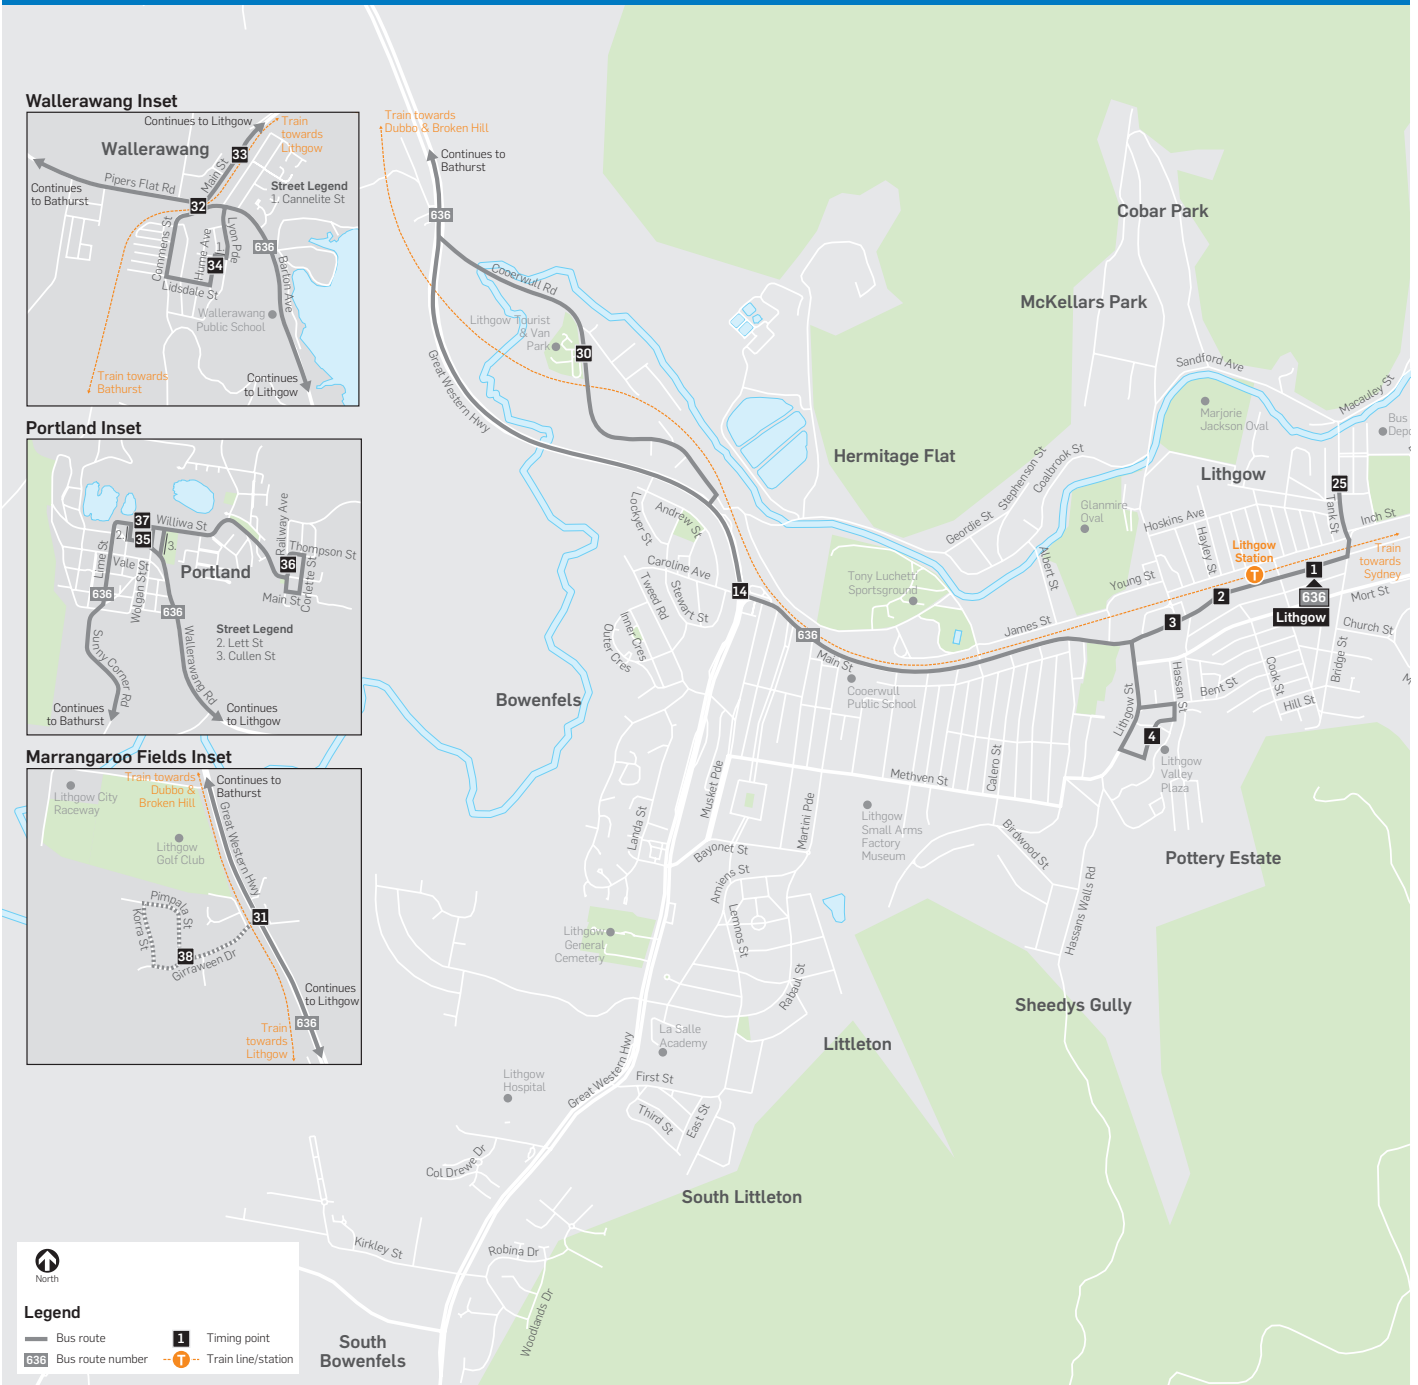 Wallerawang Inset
Continues to Lithgow
Train
towards
Lithgow
Wallerawang
33
Main St
Continues
to Bathurst
Pipers Flat Rd
Street Legend
1. Cannelite St
32
Commens St
Hume Ave
1.
Lyon Pde
636
34
Barton Ave
Lidsdale St
Wallerawang
Public School
Train towards
Bathurst
Continues
to Lithgow
Portland Inset
37
Williwa St
2.
35
3.
Railway Ave
Thompson St
Lime St
Vale St
Portland
36
Corlette St
Main St
636
Wolgan St
636
Street Legend
2. Lett St
3. Cullen St
Sunny Corner Rd
Wallerawang Rd
Continues
to Bathurst
Continues
to Lithgow
Marrangaroo Fields Inset
Train towards
Dubbo &
Broken Hill
Continues to
Bathurst
Lithgow City
Raceway
Great Western Hwy
Lithgow
Golf Club
Pimpala St
Korra St
31
38
Girraween Dr
Continues
to Lithgow
636
Train
towards
Lithgow
Train towards
Dubbo & Broken Hill
Continues to
Bathurst
636
Cooerwull Rd
Lithgow Tourist
& Van
Park
30
Great Western Hwy
Cobar Park
McKellars Park
Sandford Ave
Macauley St
Marjorie
Jackson Oval
Bus
Hermitage Flat
Lithgow
Stephenson St
Coalbrook St
Geordie St
Glanmire
Oval
25
Tank St
Inch St
Hoskins Ave
Hayley St
Lithgow
Station
T
Train
towards
Sydney
Lockyer St
Andrew St
Caroline Ave
Tweed Rd
Stewart St
Inner Cres
Outer Cres
14
Tony Luchetti
Sportsground
Albert St
Young St
1
2
636
Lithgow
Mort St
3
James St
Church St
636
Main St
Cooerwull
Public School
Bowenfels
Hassan St
Bent St
Cook St
Bridge St
Hill St
Lithgow St
4
Lithgow
Valley
Plaza
Methven St
Calero St
Musket Pde
Martini Pde
Landa St
Bayonet St
Lithgow
Small Arms
Factory
Museum
Birdwood St
Pottery Estate
Amiens St
Lemnos St
Hassans Walls Rd
Lithgow
General
Cemetery
Rabaul St
Sheedys Gully
Littleton
La Salle
Academy
Great Western Hwy
First St
Third St
East St
Lithgow
Hospital
Col Drewe Dr
South Littleton
Kirkley St
Robina Dr
Woodlands Dr
South
Bowenfels
North
Legend
Bus route
1 Timing point
636 Bus route number
T Train line/station